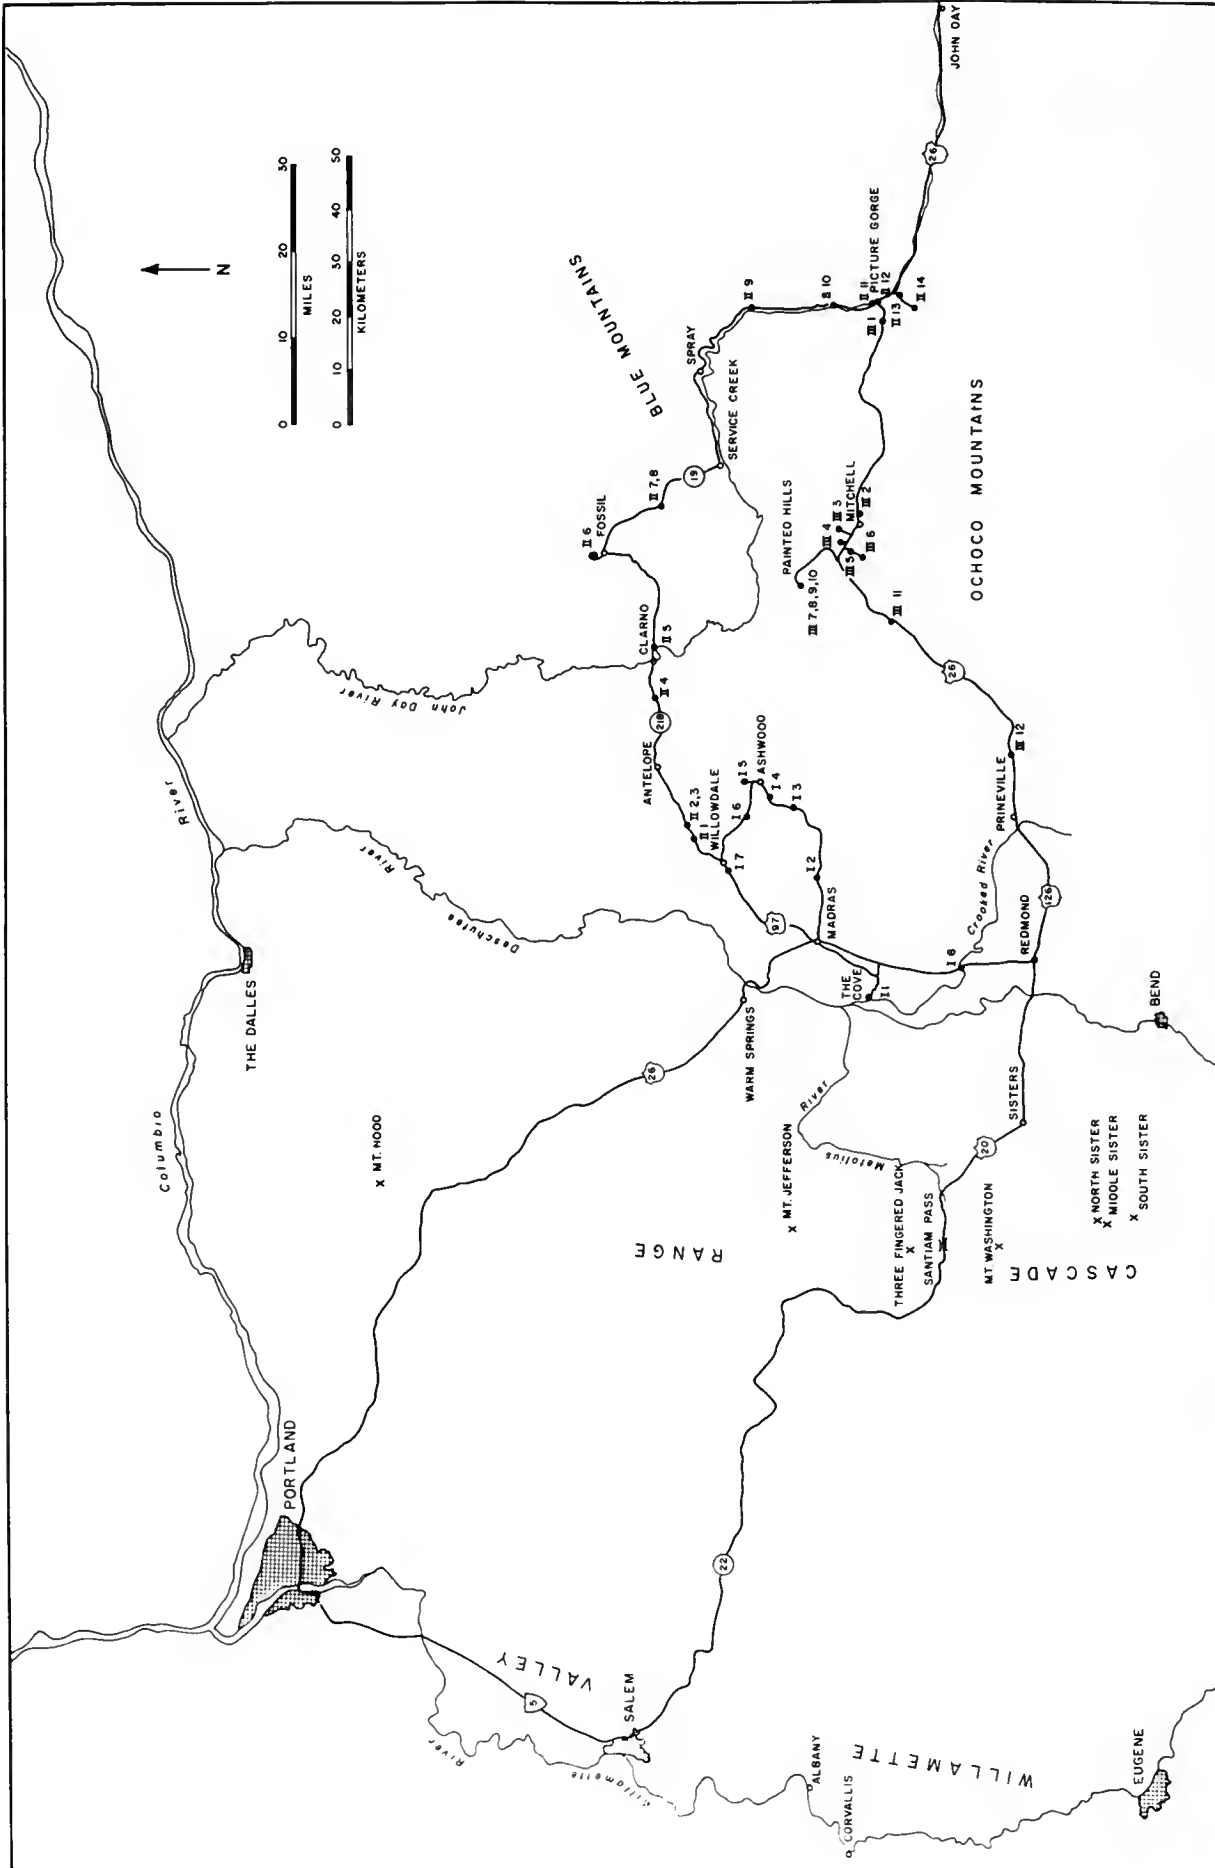 Columbia
River
PORTLAND
THE DALLES
X MT. HOOD
Deschutes
River
John Day River
N
0 10 20 30
MILES
0 10 20 30 40 50
KILOMETERS
BLUE MOUNTAINS
5
VALLEY
SALEM
Willamette
River
22
26
RANGE
WARM SPRINGS
97
ANTELOPE
218
II 4
CLARNO
II 5
II 6
FOSSIL
II 7,8
19
SERVICE CREEK
SPRAY
II 9
II 2,3
II 1
WILLOWDALE
I 7
I 6
I 5
ASHWOOD
I 4
I 3
I 2
MADRAS
X MT. JEFFERSON
Metolius
River
THE COVE
I 1
PAINTED HILLS
III 7,8,9,10
III 4
III 3
MITCHELL
III 2
III 5
III 6
III 11
II 10
II 11
PICTURE GORGE
II 12
III 1
II 13
II 14
26
JOHN DAY
ALBANY
CORVALLIS
WILLAMETTE
EUGENE
THREE FINGERED JACK
X
SANTIAM PASS
MT. WASHINGTON
X
20
SISTERS
I 8
Crooked River
REDMOND
126
PRINEVILLE
III 12
26
OCHOCO MOUNTAINS
CASCADE
X NORTH SISTER
X MIDDLE SISTER
X SOUTH SISTER
BEND